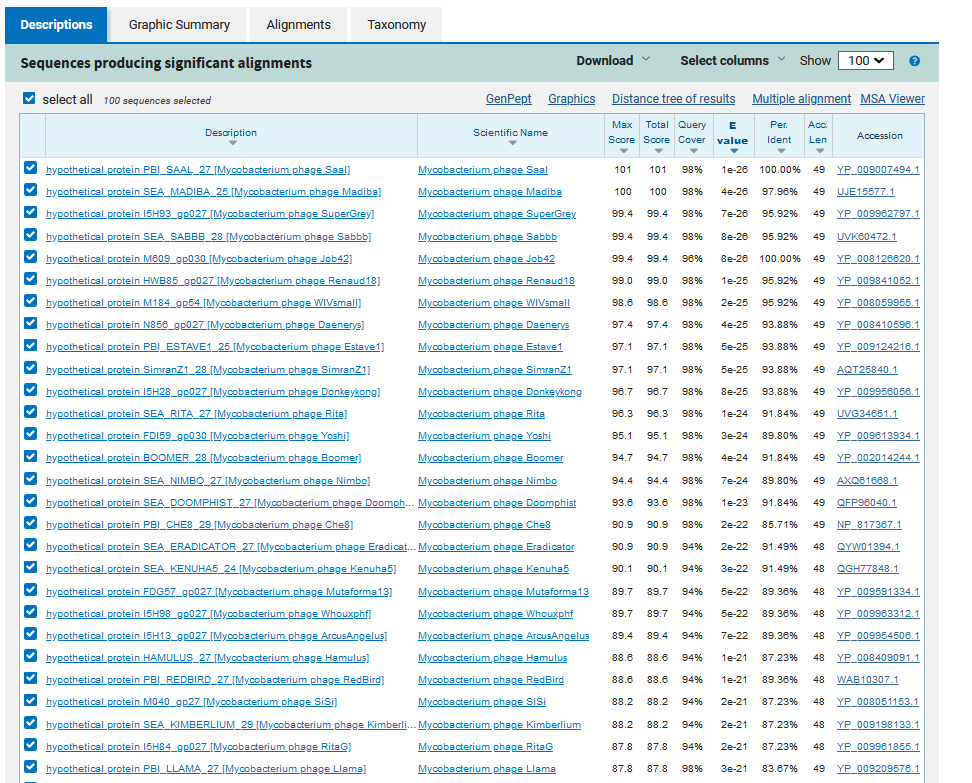 Descriptions Graphic Summary Alignments Taxonomy
Sequences producing significant alignments Download Select columns Show 100 ?
select all 100 sequences selected GenPept Graphics Distance tree of results Multiple alignment MSA Viewer
Description Scientific Name Max Score Total Score Query Cover E value Per. Ident Acc. Len Accession
hypothetical protein PBI_SAAL_27 [Mycobacterium phage Saal] Mycobacterium phage Saal 101 101 98% 1e-26 100.00% 49 YP_009007494.1
hypothetical protein SEA_MADIBA_25 [Mycobacterium phage Madiba] Mycobacterium phage Madiba 100 100 98% 4e-26 97.96% 49 UJE15577.1
hypothetical protein I5H93_gp027 [Mycobacterium phage SuperGrey] Mycobacterium phage SuperGrey 99.4 99.4 98% 7e-26 95.92% 49 YP_009962797.1
hypothetical protein SEA_SABBB_28 [Mycobacterium phage Sabbb] Mycobacterium phage Sabbb 99.4 99.4 98% 8e-26 95.92% 49 UVK60472.1
hypothetical protein M609_gp030 [Mycobacterium phage Job42] Mycobacterium phage Job42 99.4 99.4 96% 8e-26 100.00% 49 YP_008126620.1
hypothetical protein HWB85_gp027 [Mycobacterium phage Renaud18] Mycobacterium phage Renaud18 99.0 99.0 98% 1e-25 95.92% 49 YP_009841052.1
hypothetical protein M184_gp54 [Mycobacterium phage WIVsmall] Mycobacterium phage WIVsmall 98.6 98.6 98% 2e-25 95.92% 49 YP_008059955.1
hypothetical protein N856_gp027 [Mycobacterium phage Daenerys] Mycobacterium phage Daenerys 97.4 97.4 98% 4e-25 93.88% 49 YP_008410596.1
hypothetical protein PBI_ESTAVE1_25 [Mycobacterium phage Estave1] Mycobacterium phage Estave1 97.1 97.1 98% 5e-25 93.88% 49 YP_009124216.1
hypothetical protein SimranZ1_28 [Mycobacterium phage SimranZ1] Mycobacterium phage SimranZ1 97.1 97.1 98% 5e-25 93.88% 49 AQT25840.1
hypothetical protein I5H28_gp027 [Mycobacterium phage Donkeykong] Mycobacterium phage Donkeykong 96.7 96.7 98% 8e-25 93.88% 49 YP_009956056.1
hypothetical protein SEA_RITA_27 [Mycobacterium phage Rita] Mycobacterium phage Rita 96.3 96.3 98% 1e-24 91.84% 49 UVG34651.1
hypothetical protein FDI59_gp030 [Mycobacterium phage Yoshi] Mycobacterium phage Yoshi 95.1 95.1 98% 3e-24 89.80% 49 YP_009613934.1
hypothetical protein BOOMER_28 [Mycobacterium phage Boomer] Mycobacterium phage Boomer 94.7 94.7 98% 4e-24 91.84% 49 YP_002014244.1
hypothetical protein SEA_NIMBO_27 [Mycobacterium phage Nimbo] Mycobacterium phage Nimbo 94.4 94.4 98% 7e-24 89.80% 49 AXQ61668.1
hypothetical protein SEA_DOOMPHIST_27 [Mycobacterium phage Doomph... Mycobacterium phage Doomphist 93.6 93.6 98% 1e-23 91.84% 49 QFP96040.1
hypothetical protein PBI_CHE8_29 [Mycobacterium phage Che8] Mycobacterium phage Che8 90.9 90.9 98% 2e-22 85.71% 49 NP_817367.1
hypothetical protein SEA_ERADICATOR_27 [Mycobacterium phage Eradicat... Mycobacterium phage Eradicator 90.9 90.9 94% 2e-22 91.49% 48 QYW01394.1
hypothetical protein SEA_KENUHA5_24 [Mycobacterium phage Kenuha5] Mycobacterium phage Kenuha5 90.1 90.1 94% 3e-22 91.49% 48 QGH77848.1
hypothetical protein FDG57_gp027 [Mycobacterium phage Mutaforma13] Mycobacterium phage Mutaforma13 89.7 89.7 94% 5e-22 89.36% 48 YP_009591334.1
hypothetical protein I5H98_gp027 [Mycobacterium phage Whouxphf] Mycobacterium phage Whouxphf 89.7 89.7 94% 5e-22 89.36% 48 YP_009963312.1
hypothetical protein I5H13_gp027 [Mycobacterium phage ArcusAngelus] Mycobacterium phage ArcusAngelus 89.4 89.4 94% 7e-22 89.36% 48 YP_009954506.1
hypothetical protein HAMULUS_27 [Mycobacterium phage Hamulus] Mycobacterium phage Hamulus 88.6 88.6 94% 1e-21 87.23% 48 YP_008409091.1
hypothetical protein PBI_REDBIRD_27 [Mycobacterium phage RedBird] Mycobacterium phage RedBird 88.6 88.6 94% 1e-21 89.36% 48 WAB10307.1
hypothetical protein M040_gp27 [Mycobacterium phage SiSi] Mycobacterium phage SiSi 88.2 88.2 94% 2e-21 87.23% 48 YP_008051153.1
hypothetical protein SEA_KIMBERLIUM_29 [Mycobacterium phage Kimberli... Mycobacterium phage Kimberlium 88.2 88.2 94% 2e-21 87.23% 48 YP_009198133.1
hypothetical protein I5H84_gp027 [Mycobacterium phage RitaG] Mycobacterium phage RitaG 87.8 87.8 94% 2e-21 87.23% 48 YP_009961855.1
hypothetical protein PBI_LLAMA_27 [Mycobacterium phage Llama] Mycobacterium phage Llama 87.8 87.8 98% 3e-21 83.67% 49 YP_009209576.1